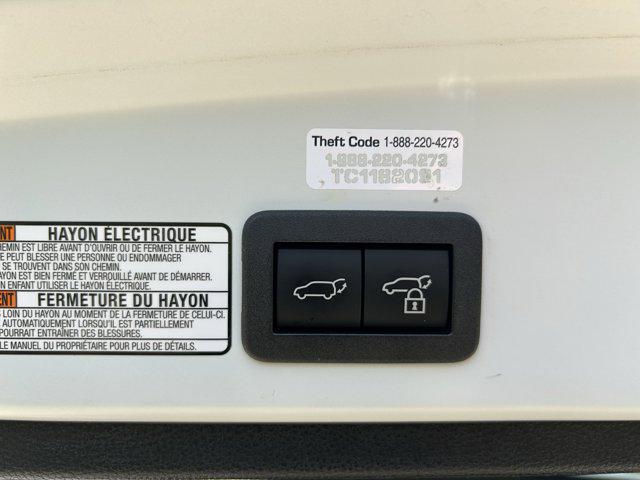 Theft Code 1-888-220-4273
1-888-220-4273
TC1182091
HAYON ÉLECTRIQUE
EST LIBRE AVANT D'OUVRIR OU DE FERMER LE HAYON.
PEUT BLESSER UNE PERSONNE OU ENDOMMAGER
SE TROUVENT DANS SON CHEMIN.
EST BIEN FERMÉ ET VERROUILLÉ AVANT DE DÉMARRER.
ENFANT UTILISER LE HAYON ÉLECTRIQUE.
FERMETURE DU HAYON
LOIN DU HAYON AU MOMENT DE LA FERMETURE DE CELUI-CI.
AUTOMATIQUEMENT LORSQU'IL EST PARTIELLEMENT
POURRAIT ENTRAÎNER DES BLESSURES.
LE MANUEL DU PROPRIÉTAIRE POUR PLUS DE DÉTAILS.